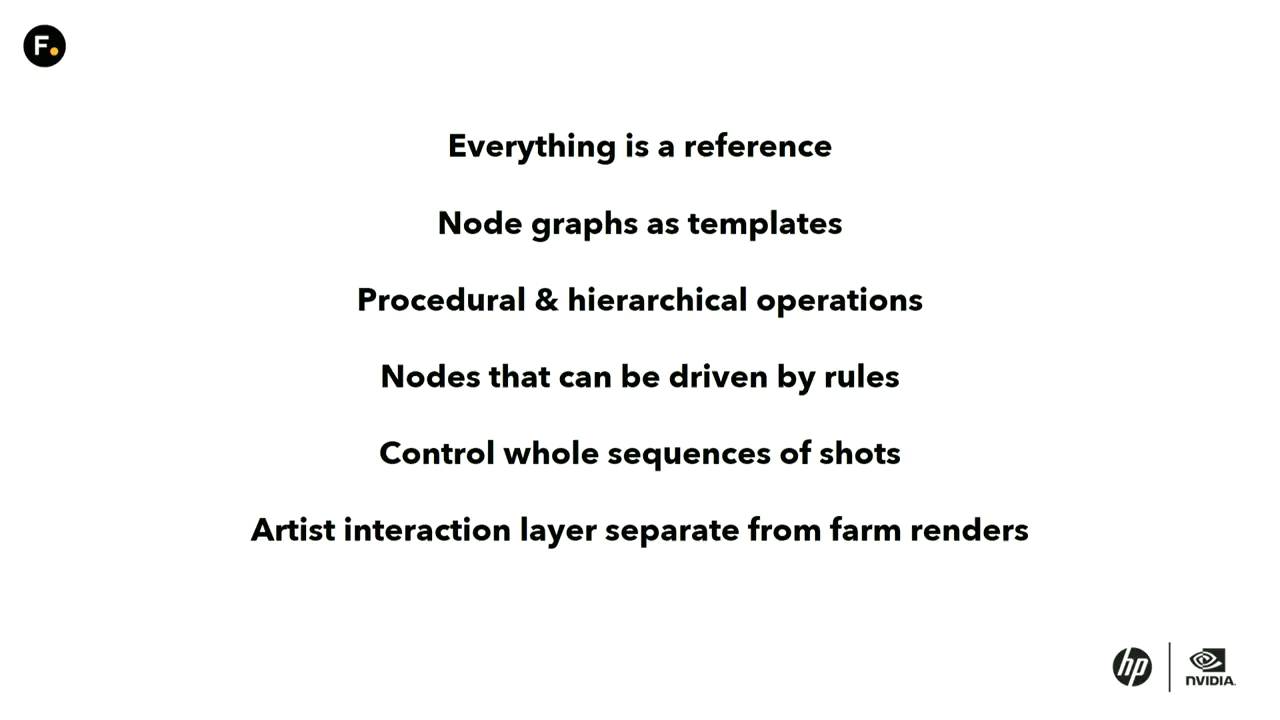 F.
Everything is a reference
Node graphs as templates
Procedural & hierarchical operations
Nodes that can be driven by rules
Control whole sequences of shots
Artist interaction layer separate from farm renders
hp
NVIDIA.